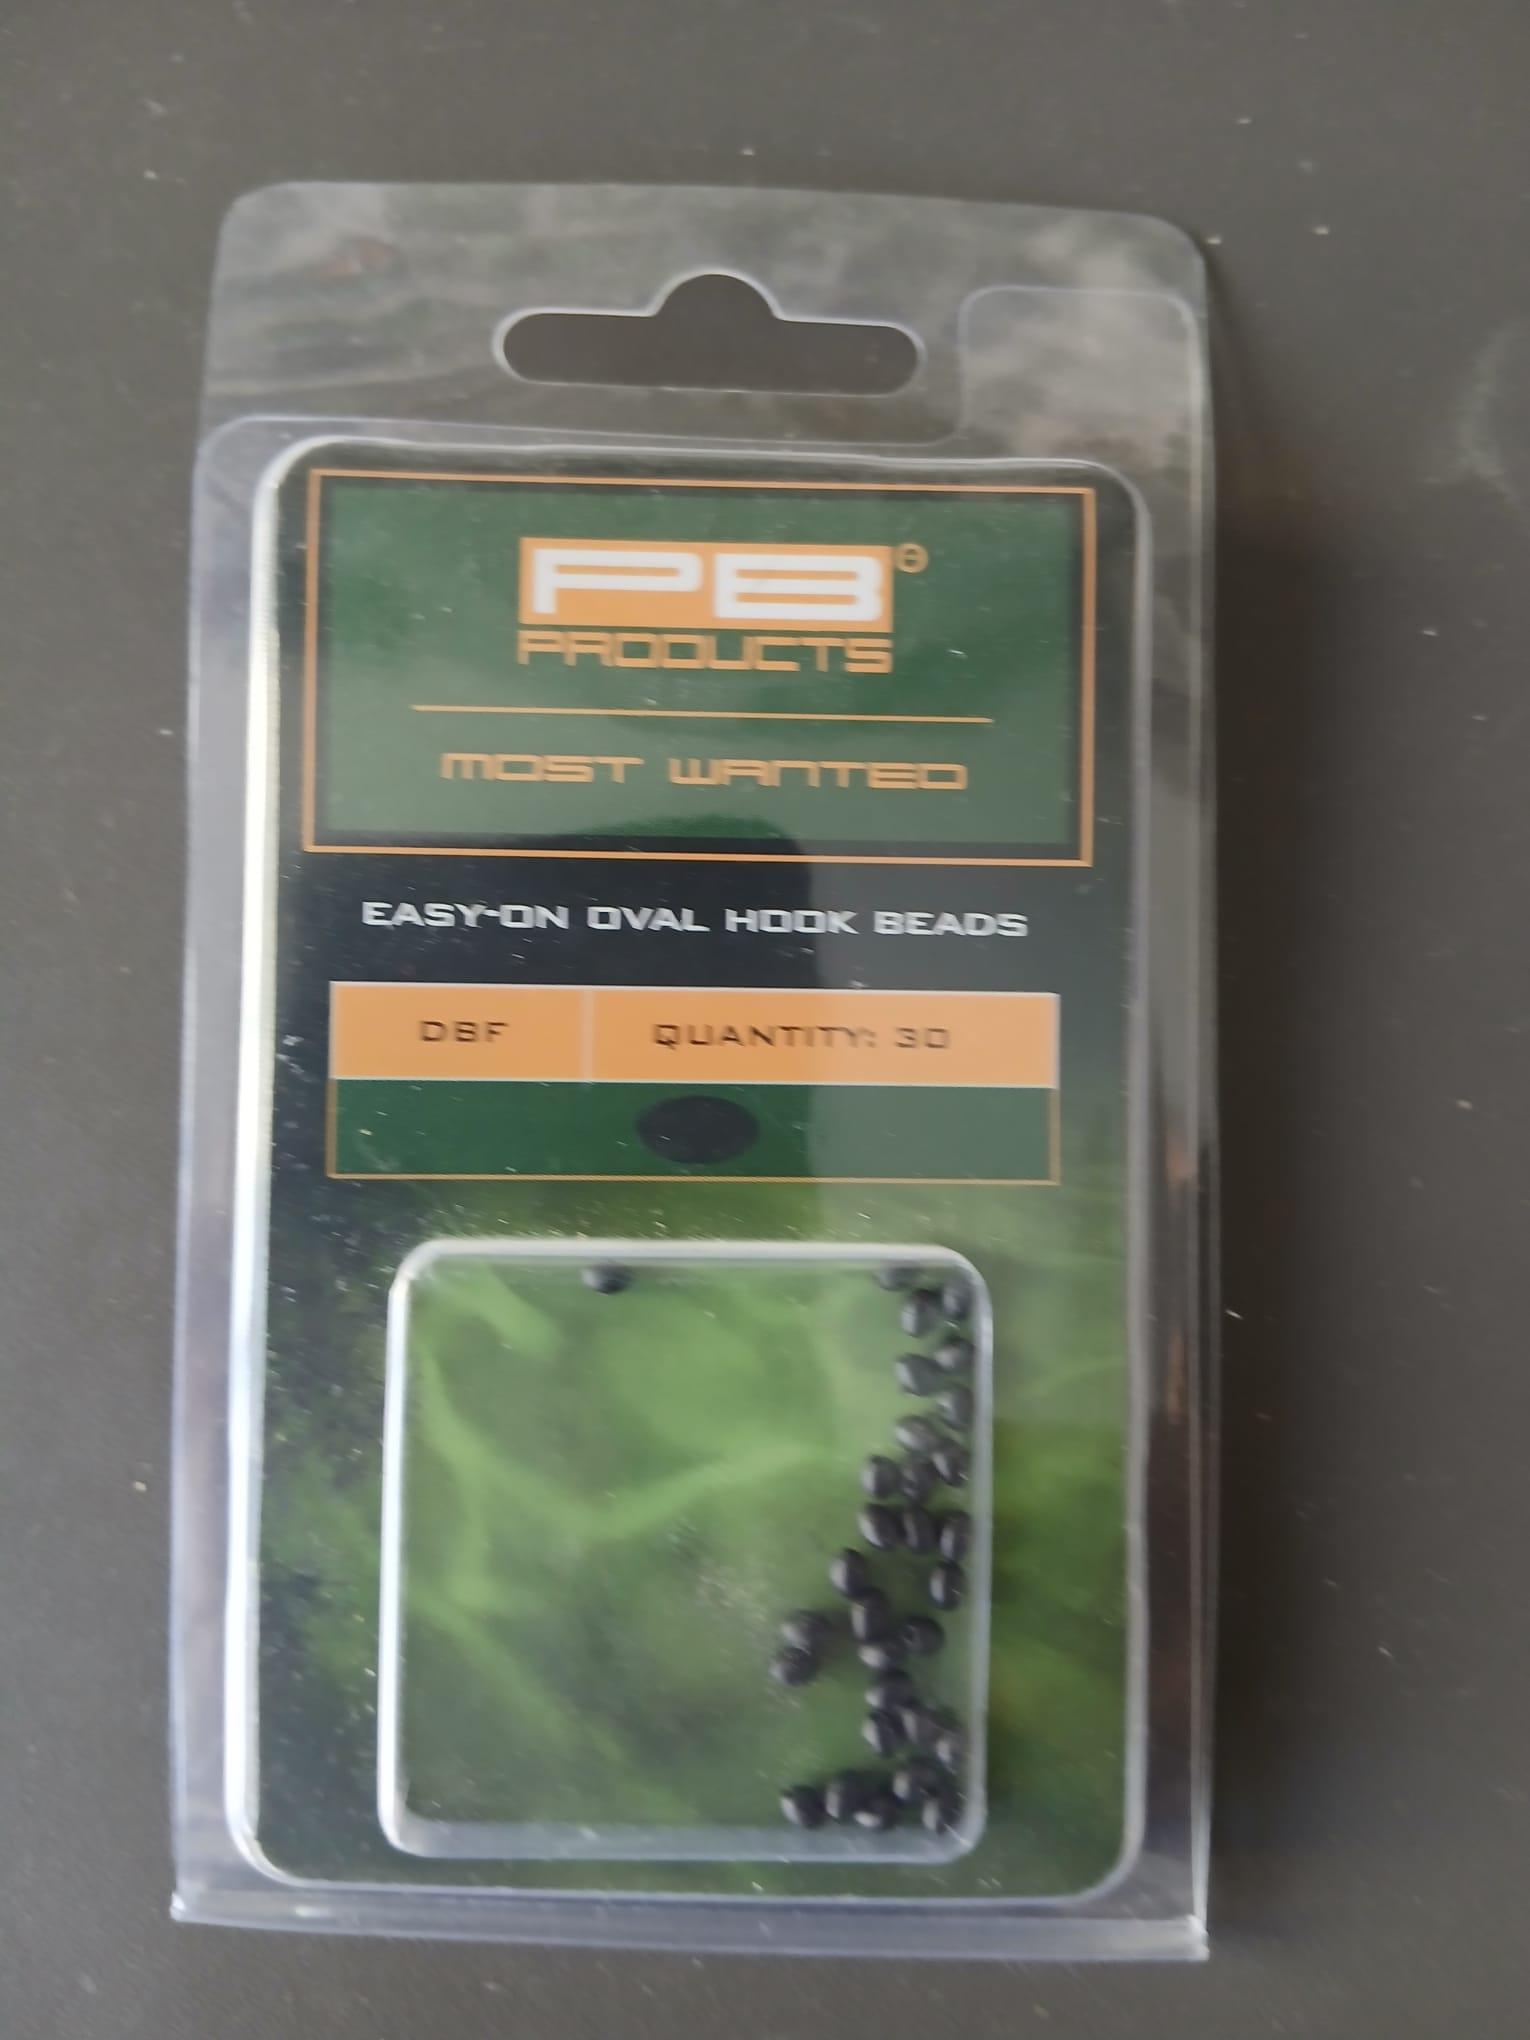 PB®
PRODUCTS
MOST WANTED
EASY-ON OVAL HOOK BEADS
DBF QUANTITY: 30